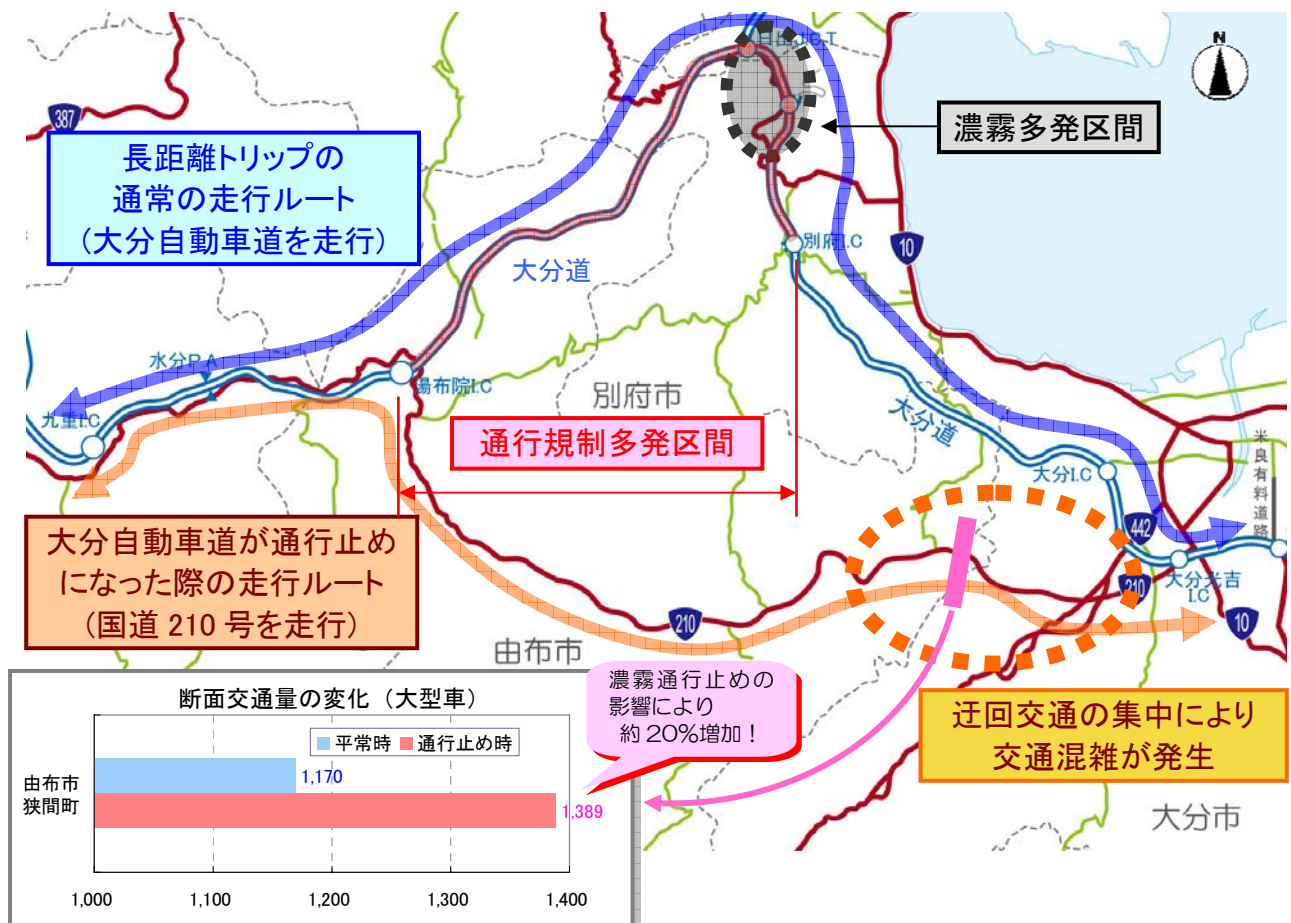 N
387
長距離トリップの
通常の走行ルート
（大分自動車道を走行）
濃霧多発区間
10
別府I.C
大分道
水分P.A
湯布院I.C
九重I.C
別府市
通行規制多発区間
大分道
大分I.C
米良有料道路
442
大分光吉
I.C
210
10
大分自動車道が通行止め
になった際の走行ルート
（国道 210 号を走行）
210
由布市
迂回交通の集中により
交通混雑が発生
大分市
濃霧通行止めの
影響により
約 20%増加！
断面交通量の変化 （大型車）
平常時 通行止め時
由布市
狭間町
1,170
1,389
1,000 1,100 1,200 1,300 1,400